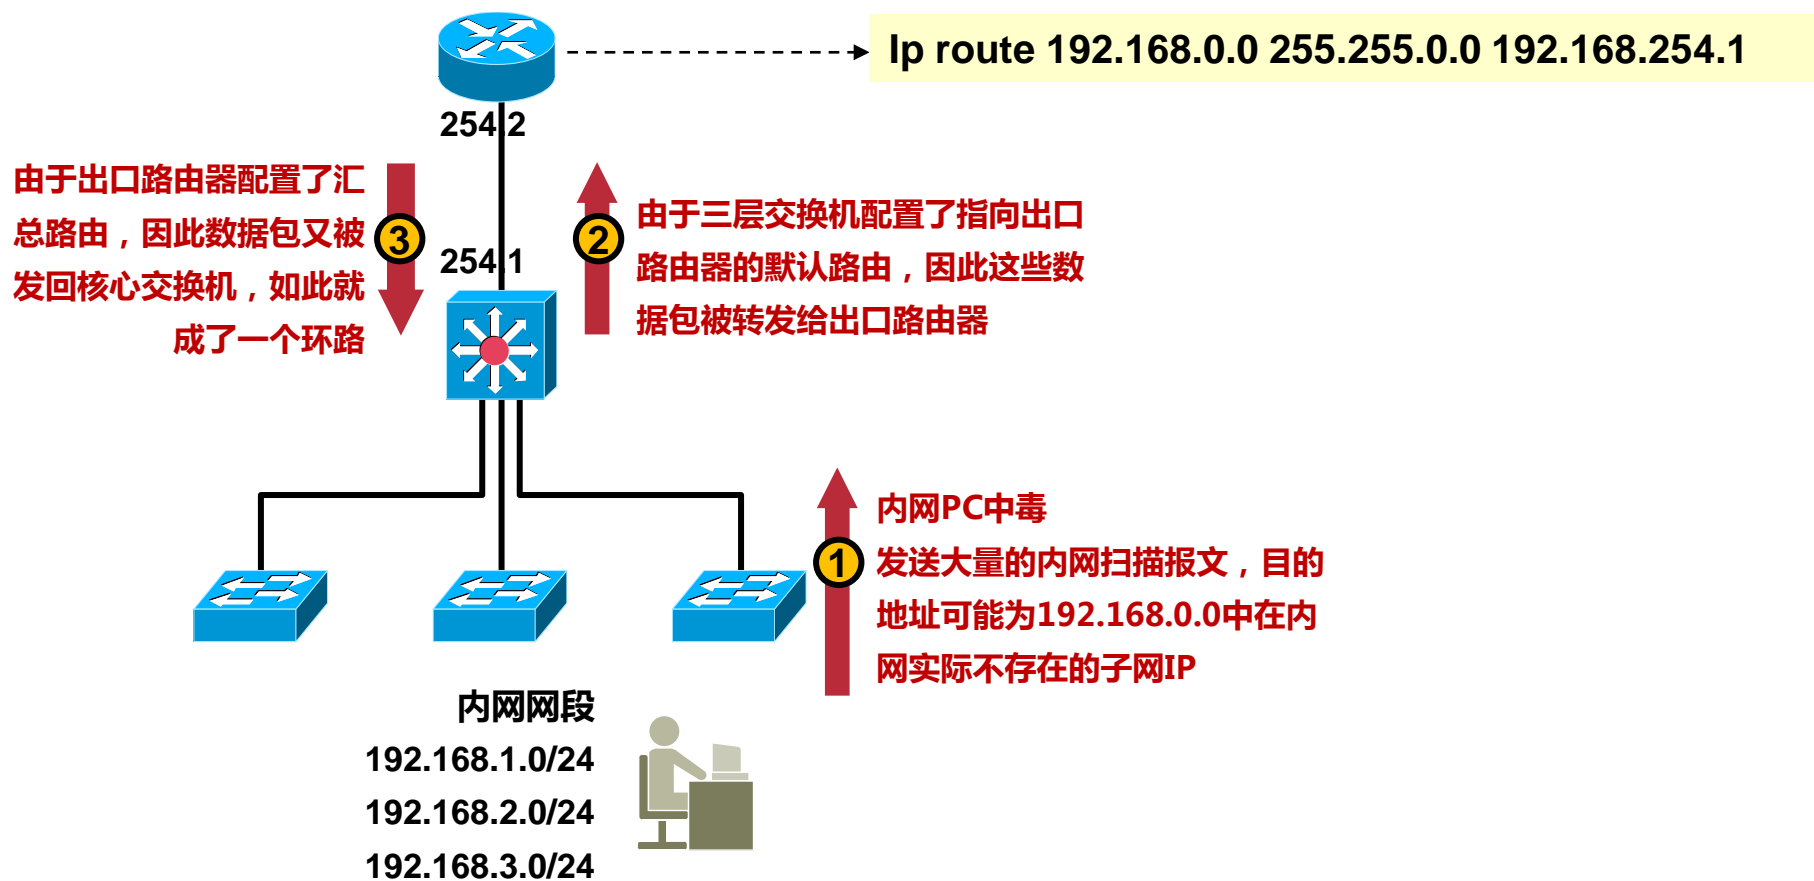 Ip route 192.168.0.0 255.255.0.0 192.168.254.1
254.2
由于出口路由器配置了汇
总路由，因此数据包又被
发回核心交换机，如此就
成了一个环路
3
2
由于三层交换机配置了指向出口
路由器的默认路由，因此这些数
据包被转发给出口路由器
254.1
1
内网PC中毒
发送大量的内网扫描报文，目的
地址可能为192.168.0.0中在内
网实际不存在的子网IP
内网网段
192.168.1.0/24
192.168.2.0/24
192.168.3.0/24